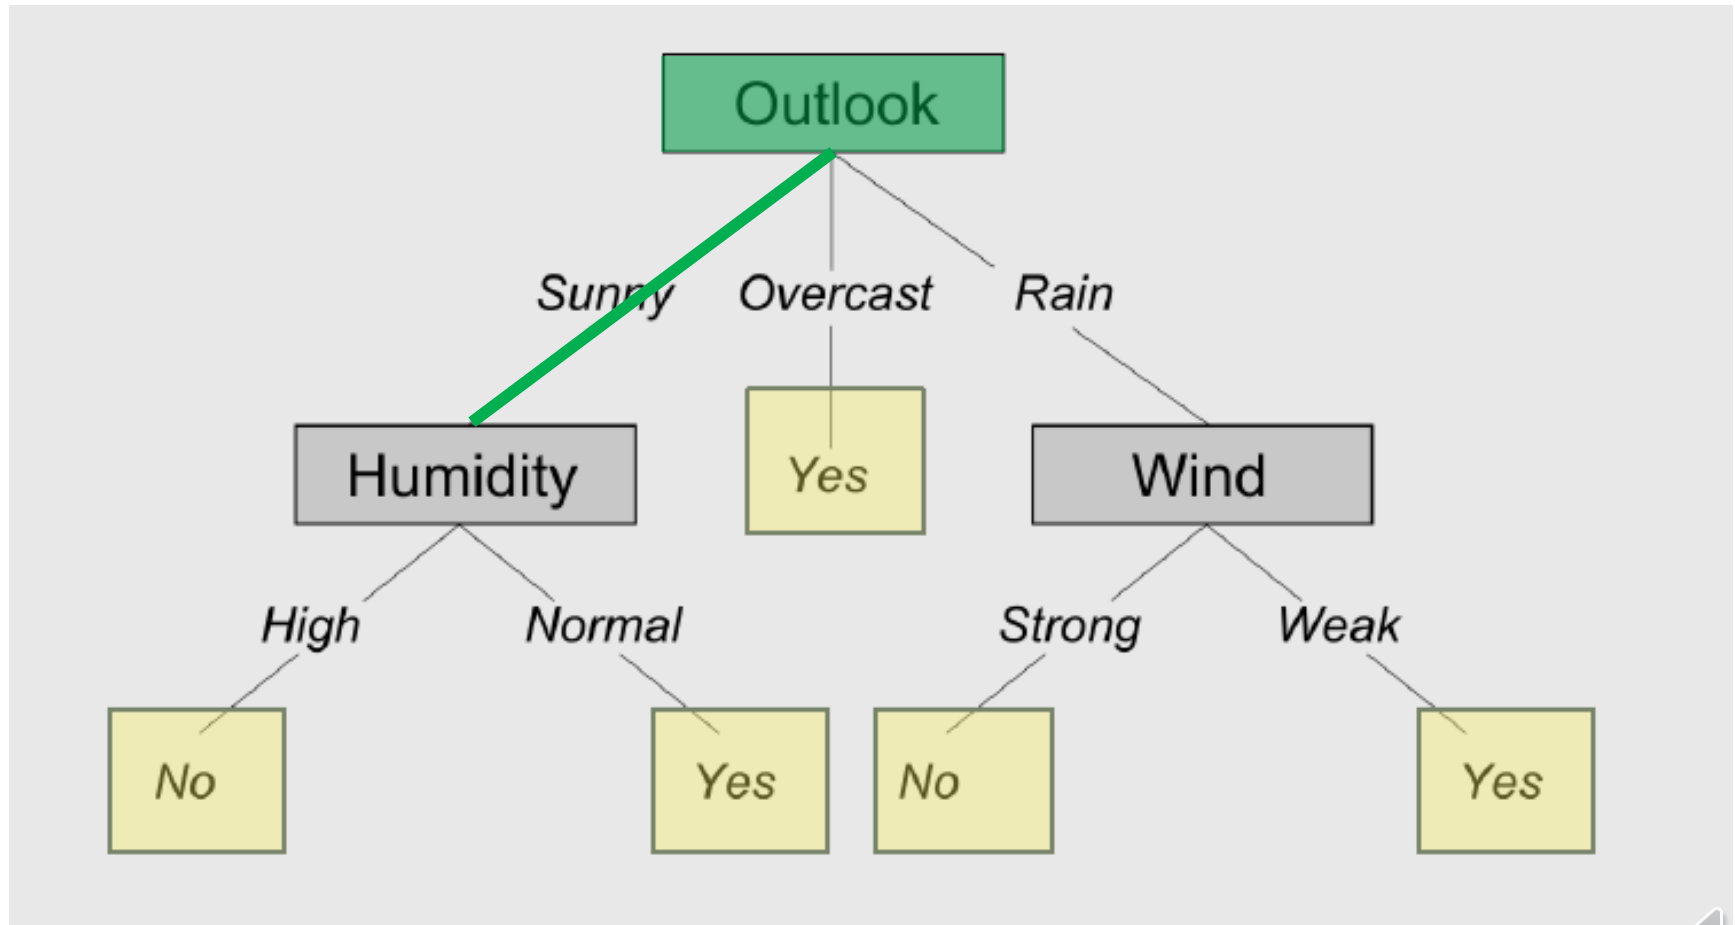 Outlook
Sunny Overcast Rain
Humidity Yes Wind
High Normal Strong Weak
No Yes No Yes